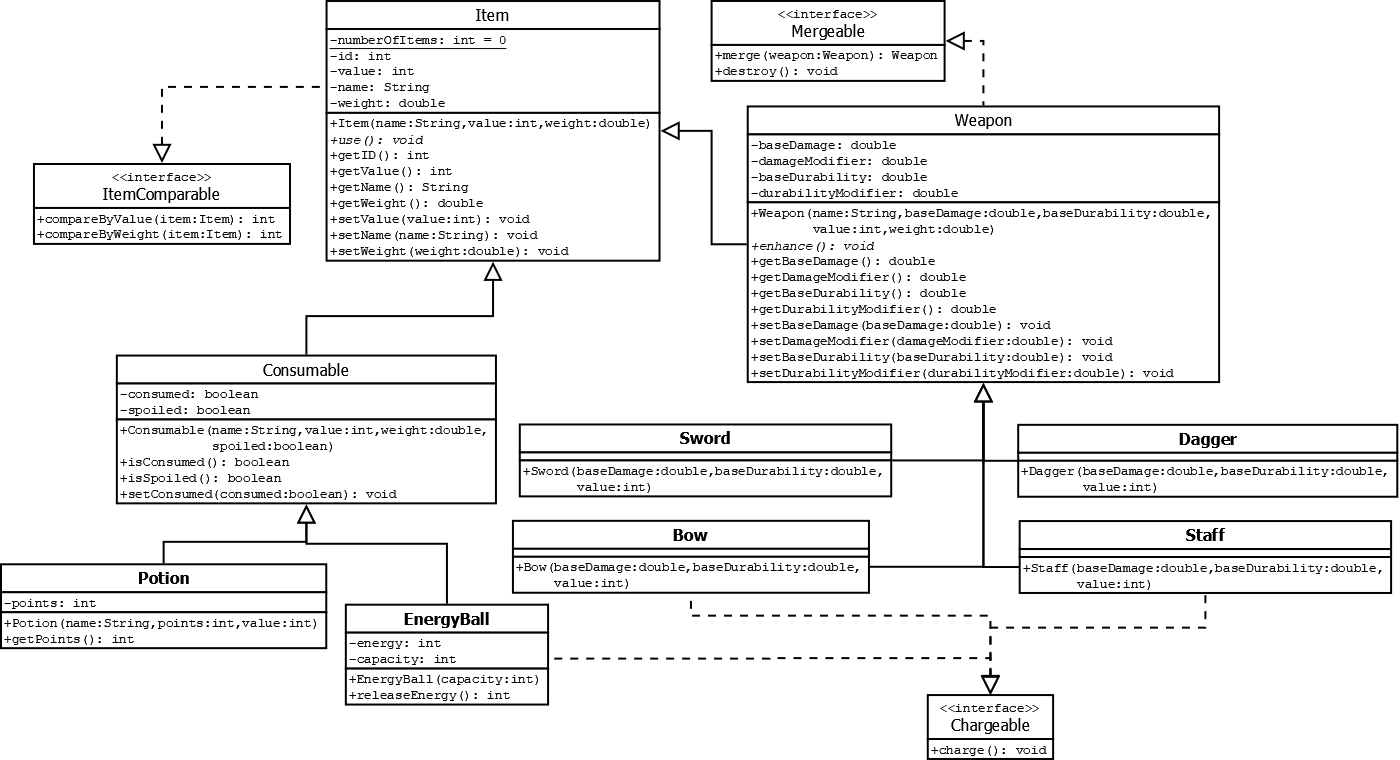 Item
-numberOfItems: int = 0
-id: int
-value: int
-name: String
-weight: double
+Item(name:String,value:int,weight:double)
+use(): void
+getID(): int
+getValue(): int
+getName(): String
+getWeight(): double
+setValue(value:int): void
+setName(name:String): void
+setWeight(weight:double): void
<<interface>>
Mergeable
+merge(weapon:Weapon): Weapon
+destroy(): void
<<interface>>
ItemComparable
+compareByValue(item:Item): int
+compareByWeight(item:Item): int
Weapon
-baseDamage: double
-damageModifier: double
-baseDurability: double
-durabilityModifier: double
+Weapon(name:String,baseDamage:double,baseDurability:double,
value:int,weight:double)
+enhance(): void
+getBaseDamage(): double
+getDamageModifier(): double
+getBaseDurability(): double
+getDurabilityModifier(): double
+setBaseDamage(baseDamage:double): void
+setDamageModifier(damageModifier:double): void
+setBaseDurability(baseDurability:double): void
+setDurabilityModifier(durabilityModifier:double): void
Consumable
-consumed: boolean
-spoiled: boolean
+Consumable(name:String,value:int,weight:double,
spoiled:boolean)
+isConsumed(): boolean
+isSpoiled(): boolean
+setConsumed(consumed:boolean): void
Sword
+Sword(baseDamage:double,baseDurability:double,
value:int)
Dagger
+Dagger(baseDamage:double,baseDurability:double,
value:int)
Bow
+Bow(baseDamage:double,baseDurability:double,
value:int)
Staff
+Staff(baseDamage:double,baseDurability:double,
value:int)
Potion
-points: int
+Potion(name:String,points:int,value:int)
+getPoints(): int
EnergyBall
-energy: int
-capacity: int
+EnergyBall(capacity:int)
+releaseEnergy(): int
<<interface>>
Chargeable
+charge(): void